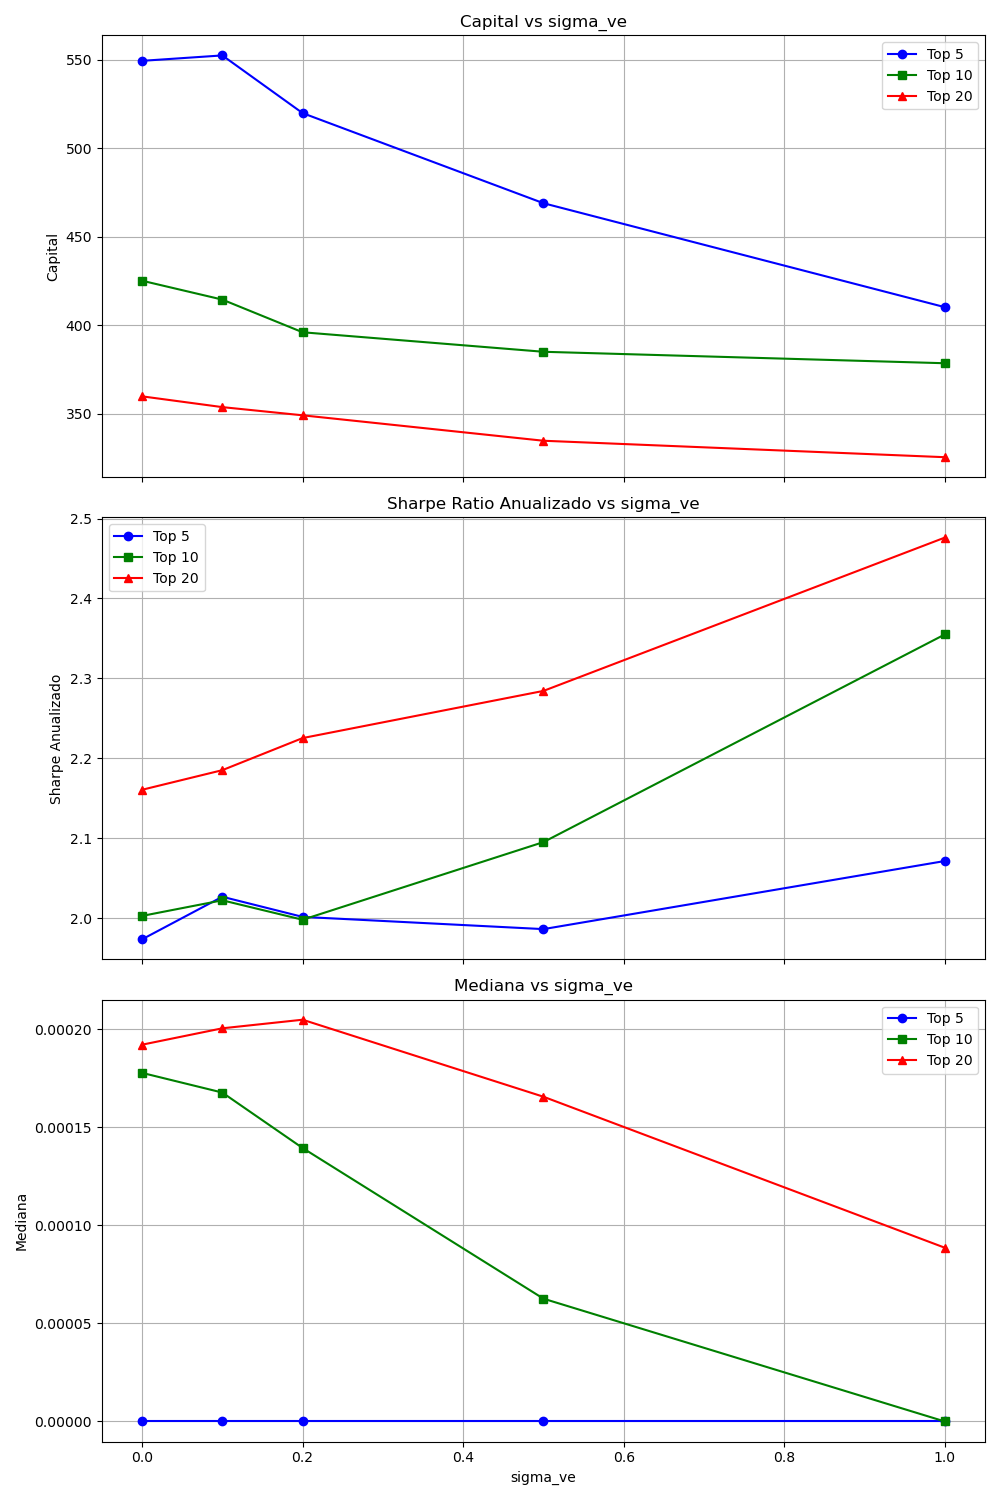 Capital vs sigma_ve
Top 5
Top 10
Top 20
550
500
450
400
350
Capital
Sharpe Ratio Anualizado vs sigma_ve
Top 5
Top 10
Top 20
2.5
2.4
2.3
2.2
2.1
2.0
Sharpe Anualizado
Mediana vs sigma_ve
Top 5
Top 10
Top 20
0.00020
0.00015
0.00010
0.00005
0.00000
Mediana
0.0 0.2 0.4 0.6 0.8 1.0
sigma_ve